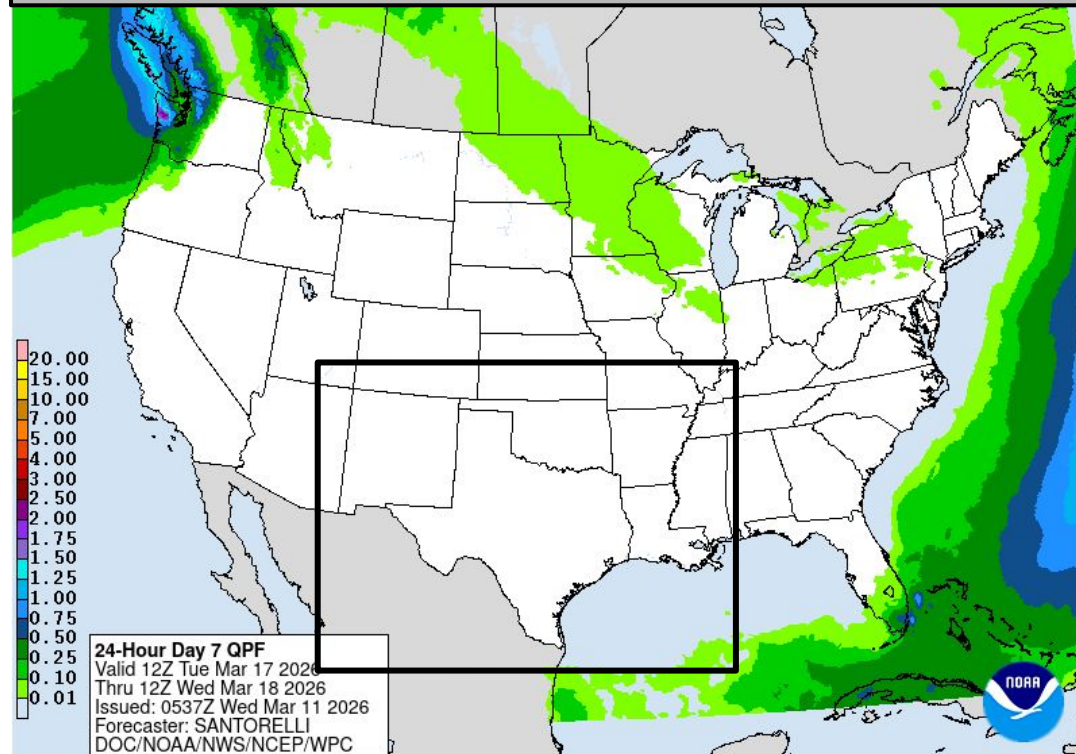 20.00
15.00
10.00
7.00
5.00
4.00
3.00
2.50
2.00
1.75
1.50
1.25
1.00
0.75
0.50
0.25
0.10
0.01
24-Hour Day 7 QPF
Valid 12Z Tue Mar 17 2026
Thru 12Z Wed Mar 18 2026
Issued: 0537Z Wed Mar 11 2026
Forecaster: SANTORELLI
DOC/NOAA/NWS/NCEP/WPC
NOAA